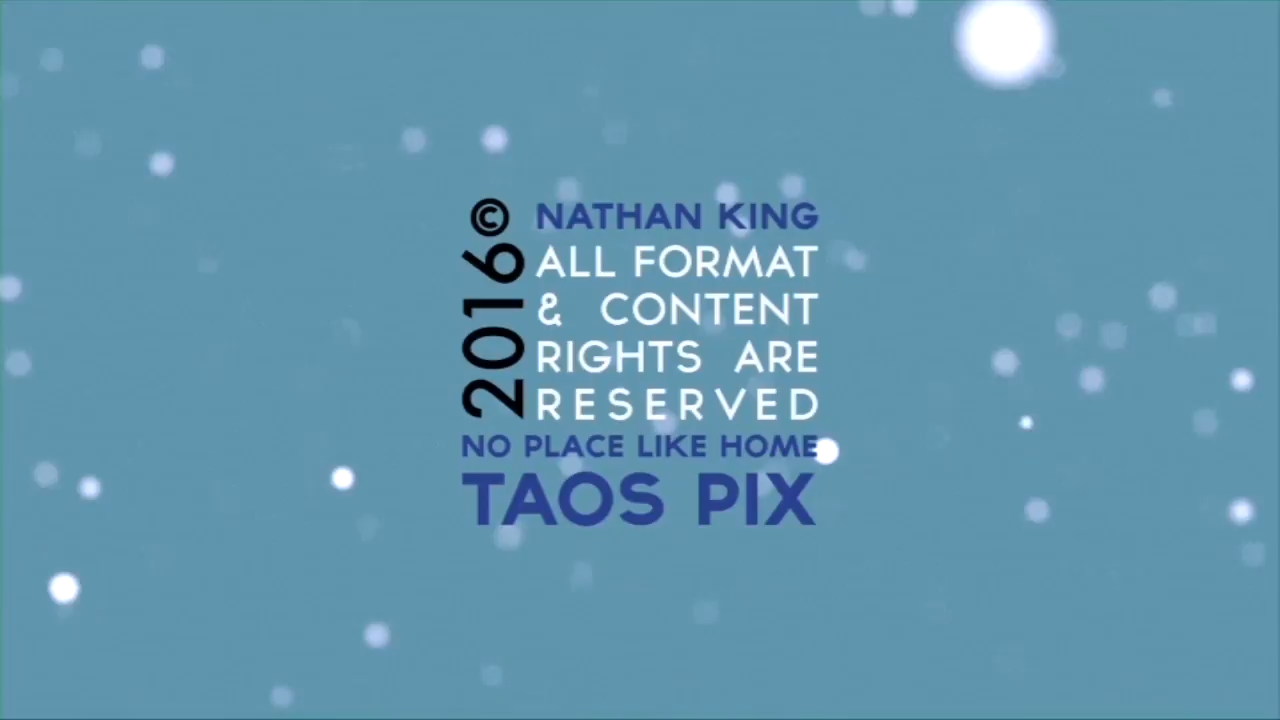 2016©
NATHAN KING
ALL FORMAT
& CONTENT
RIGHTS ARE
RESERVED
NO PLACE LIKE HOME
TAOS PIX